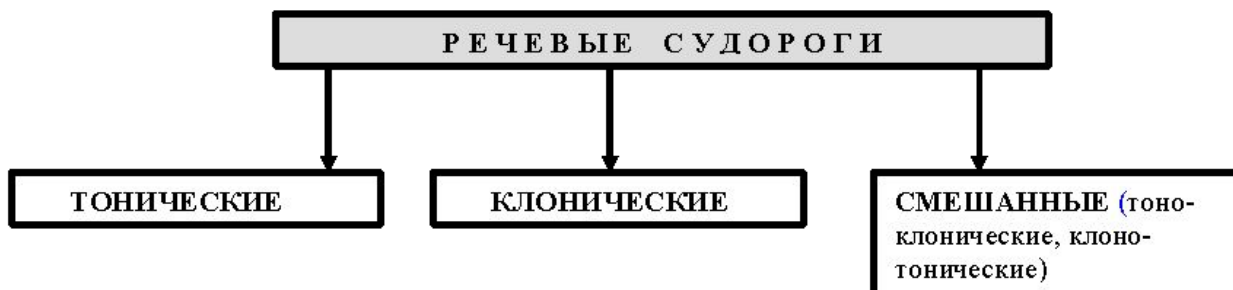 РЕЧЕВЫЕ СУДОРОГИ
ТОНИЧЕСКИЕ
КЛОНИЧЕСКИЕ
СМЕШАННЫЕ (тоно-
клонические, клоно-
тонические)